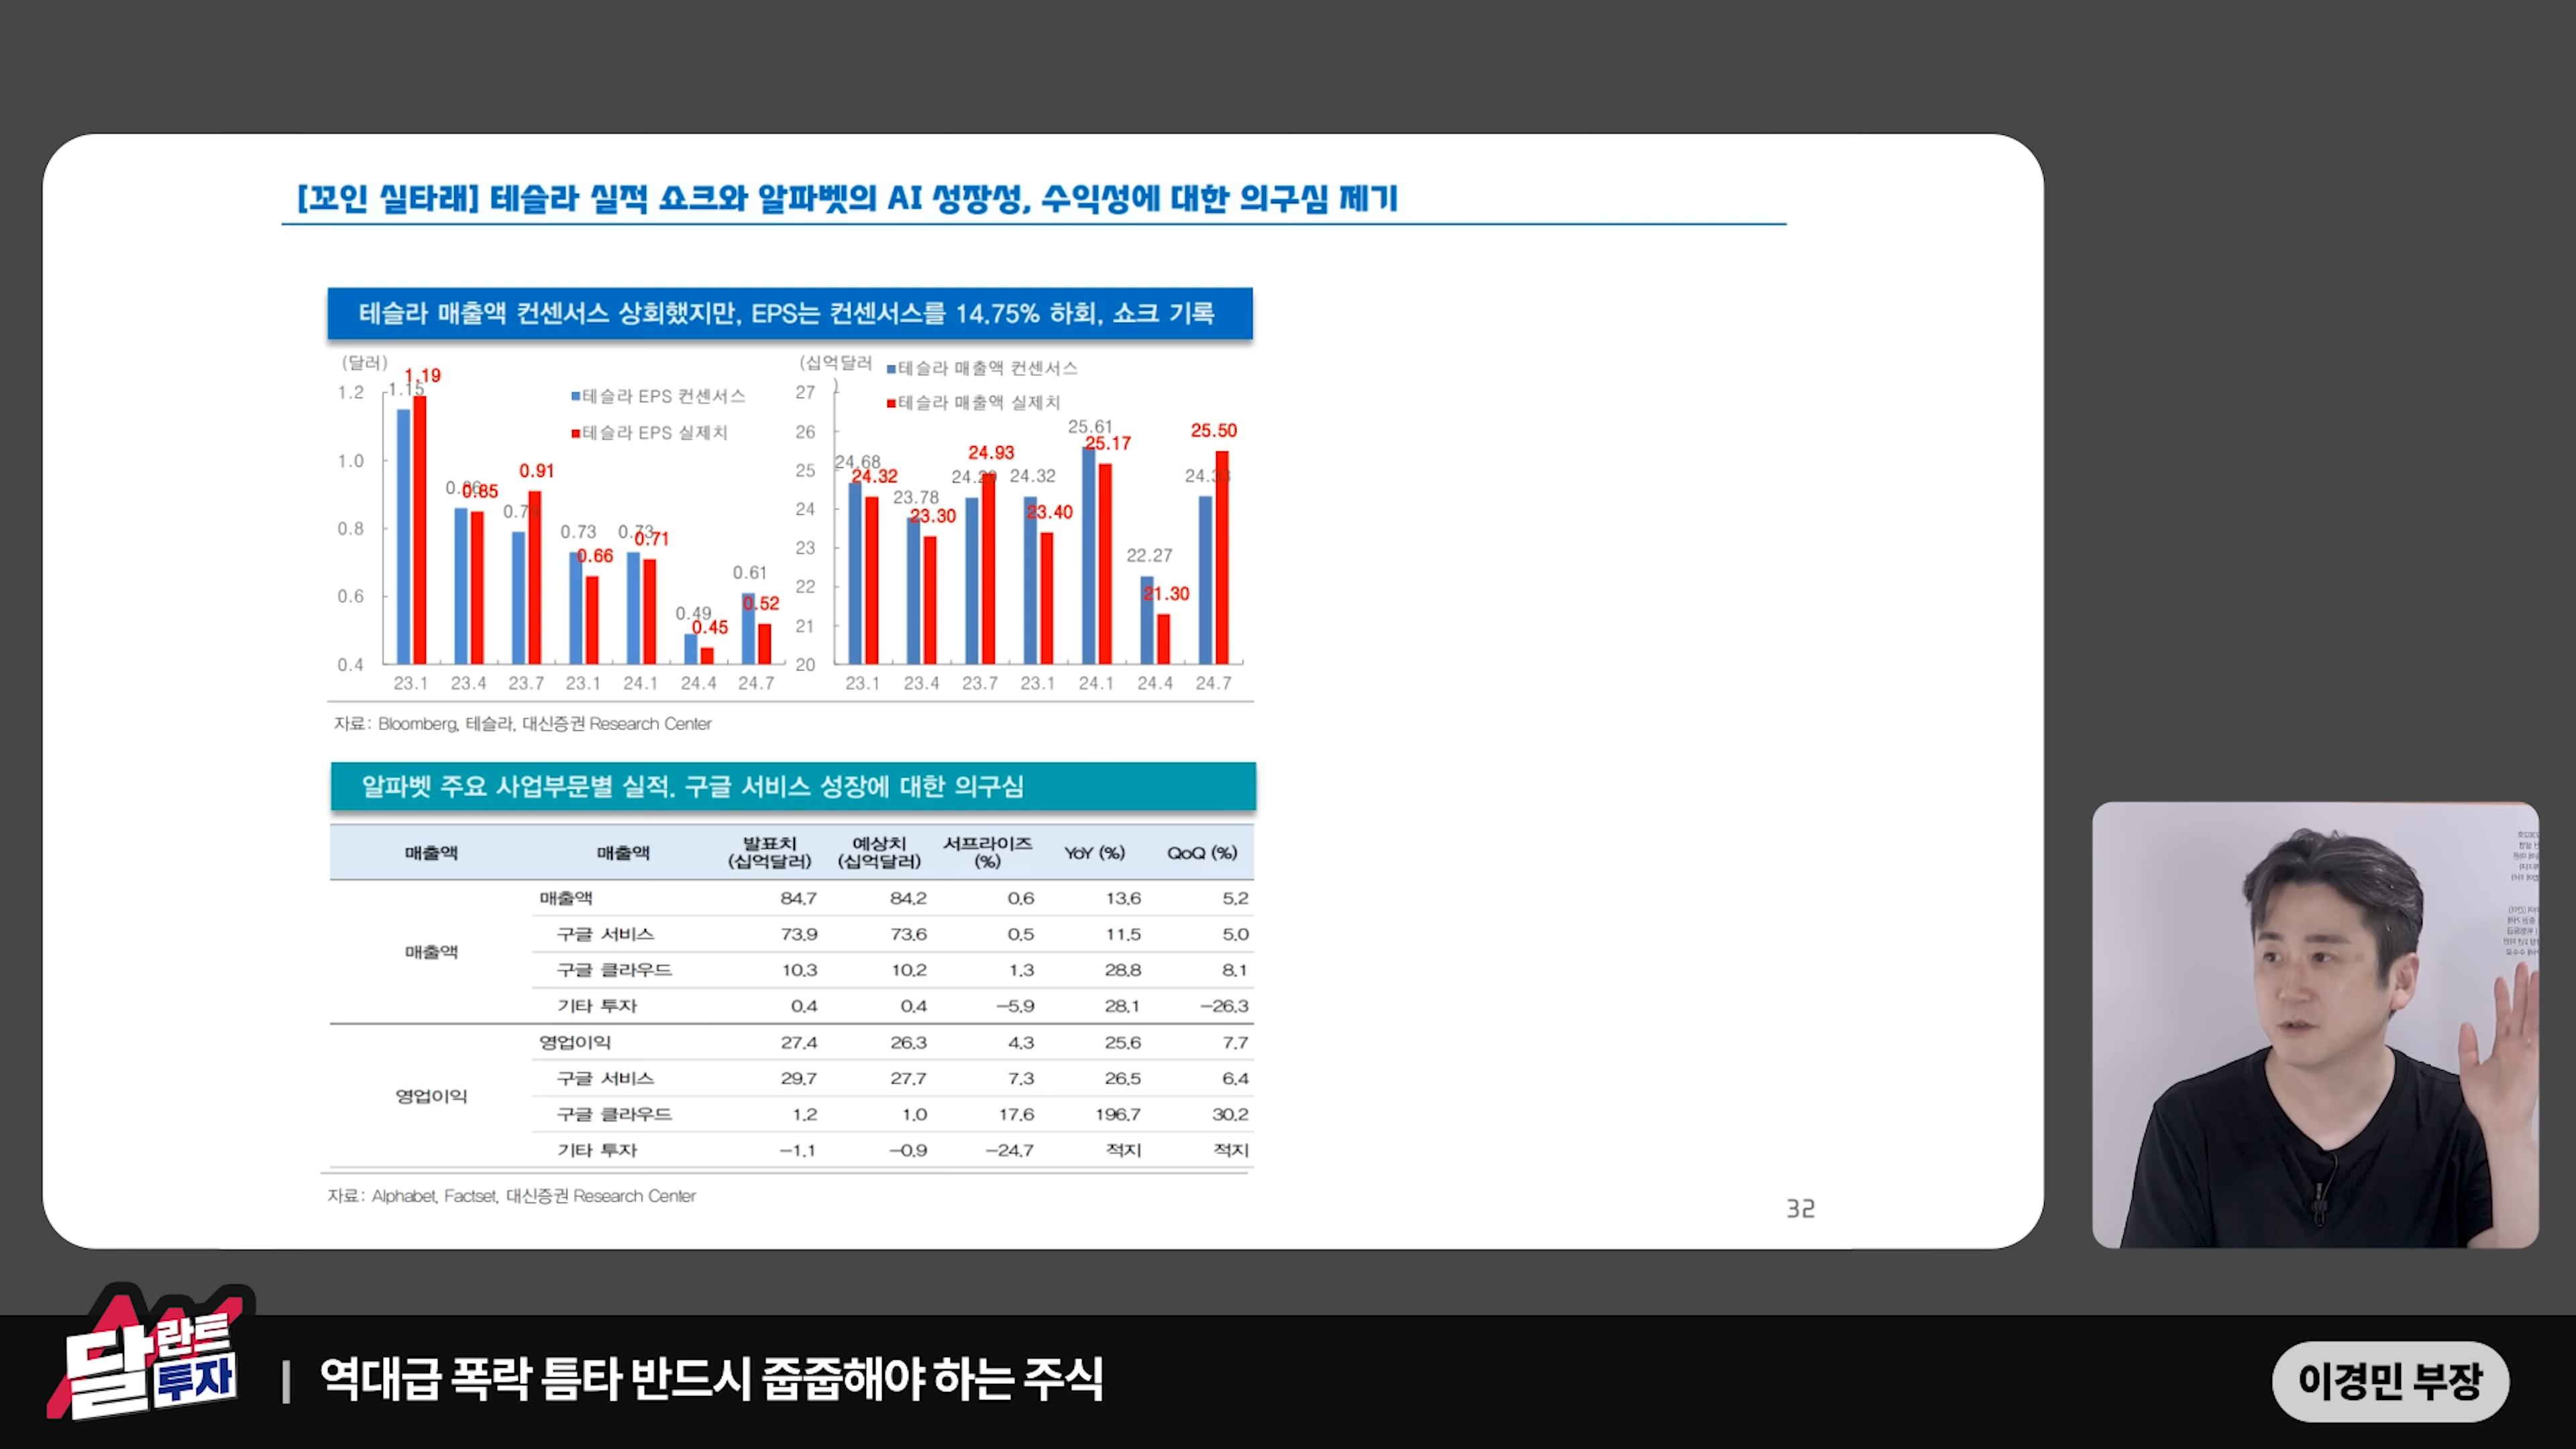 [꼬인 실타래] 테슬라 실적 쇼크와 알파벳의 AI 성장성, 수익성에 대한 의구심 제기
테슬라 매출액 컨센서스 상회했지만, EPS는 컨센서스를 14.75% 하회, 쇼크 기록
(달러)
테슬라 EPS 컨센서스
테슬라 EPS 실제치
1.2
1.0
0.8
0.6
0.4
1.15
1.19
0.85
0.91
0.73
0.66
0.73
0.71
0.49
0.45
0.61
0.52
23.1 23.4 23.7 23.1 24.1 24.4 24.7
(십억달러
)
테슬라 매출액 컨센서스
테슬라 매출액 실제치
27
26
25
24
23
22
21
20
24.68
24.32
23.78
23.30
24.93
24.32
23.40
25.61
25.17
22.27
21.30
25.50
23.1 23.4 23.7 23.1 24.1 24.4 24.7
자료: Bloomberg, 테슬라, 대신증권 Research Center
알파벳 주요 사업부문별 실적. 구글 서비스 성장에 대한 의구심
매출액 매출액 발표치 (십억달러) 예상치 (십억달러) 서프라이즈 (%) YoY (%) QoQ (%)
매출액
매출액 84.7 84.2 0.6 13.6 5.2
구글 서비스 73.9 73.6 0.5 11.5 5.0
구글 클라우드 10.3 10.2 1.3 28.8 8.1
기타 투자 0.4 0.4 −5.9 28.1 −26.3
영업이익
영업이익 27.4 26.3 4.3 25.6 7.7
구글 서비스 29.7 27.7 7.3 26.5 6.4
구글 클라우드 1.2 1.0 17.6 196.7 30.2
기타 투자 −1.1 −0.9 −24.7 적지 적지
자료: Alphabet, Factset, 대신증권 Research Center
32
달란트
투자
| 역대급 폭락 틈타 반드시 줍줍해야 하는 주식
이경민 부장